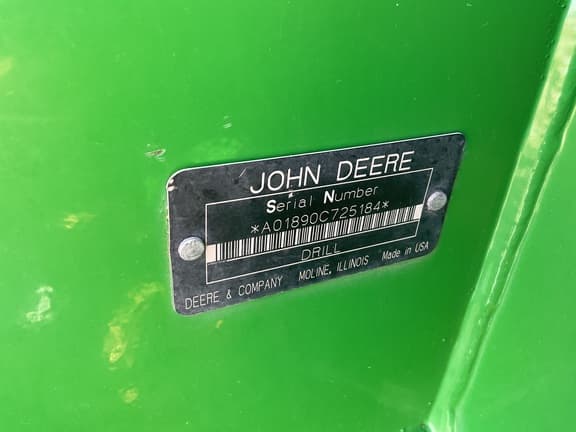 JOHN DEERE
Serial Number
*A01890C725184*
DRILL
DEERE & COMPANY MOLINE, ILLINOIS Made in USA